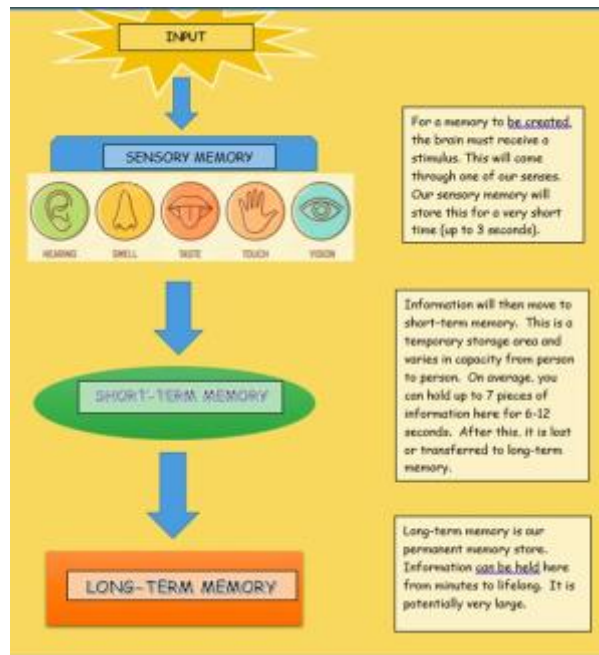 INPUT
SENSORY MEMORY
For a memory to be created,
the brain must receive a
stimulus. This will come
through one of our senses.
Our sensory memory will
store this for a very short
time (up to 3 seconds).
HEARING SMELL TASTE TOUCH VISION
Information will then move to
short-term memory. This is a
temporary storage area and
varies in capacity from person
to person. On average, you
can hold up to 7 pieces of
information here for 6-12
seconds. After this, it is lost
or transferred to long-term
memory.
SHORT-TERM MEMORY
Long-term memory is our
permanent memory store.
Information can be held here
from minutes to lifelong. It is
potentially very large.
LONG-TERM MEMORY